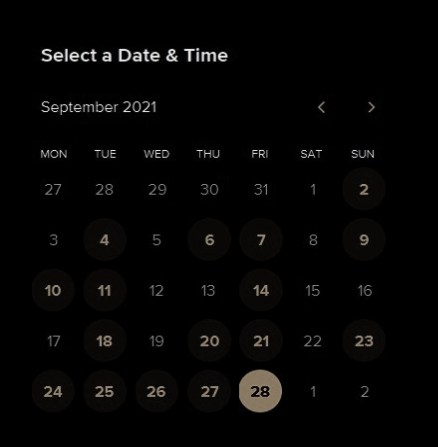 Select a Date & Time
September 2021
MON TUE WED THU FRI SAT SUN
27 28 29 30 31 1 2
3 4 5 6 7 8 9
10 11 12 13 14 15 16
17 18 19 20 21 22 23
24 25 26 27 28 1 2